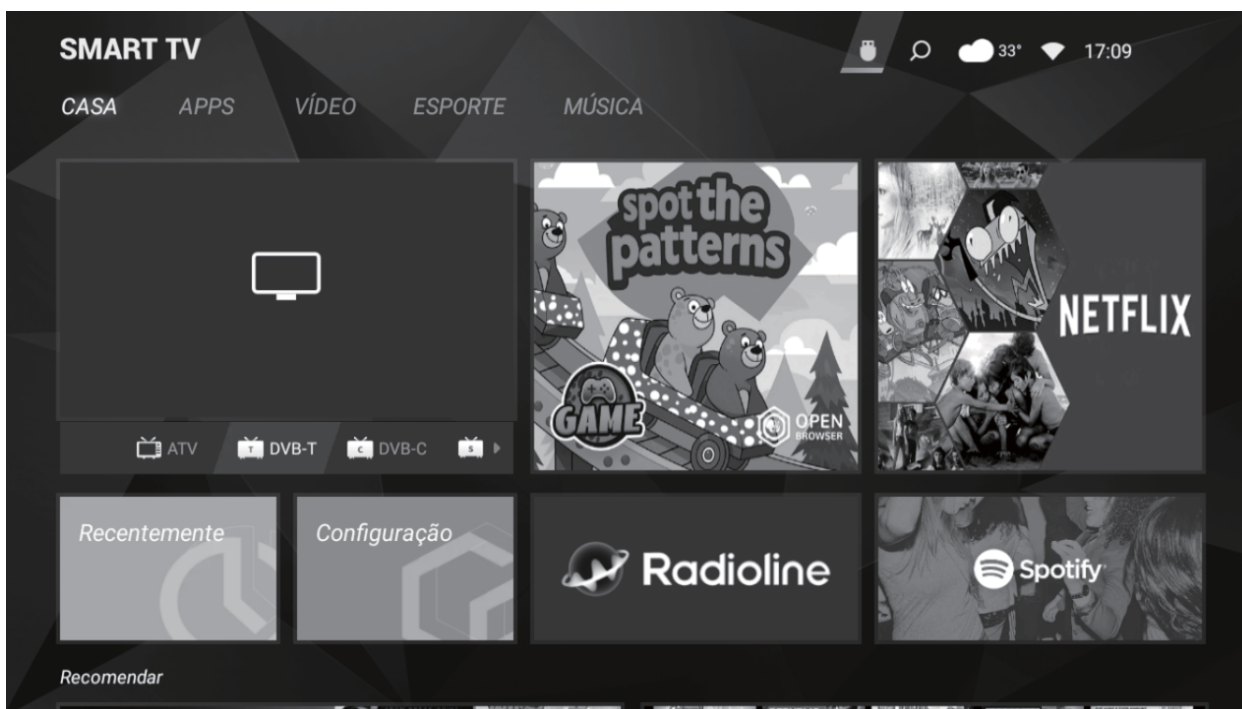 SMART TV
33° 17:09
CASA APPS VÍDEO ESPORTE MÚSICA
spot the
patterns
GAME
OPEN
BROWSER
NETFLIX
ATV T DVB-T C DVB-C S
Recentemente
Configuração
Radioline
Spotify
Recomendar